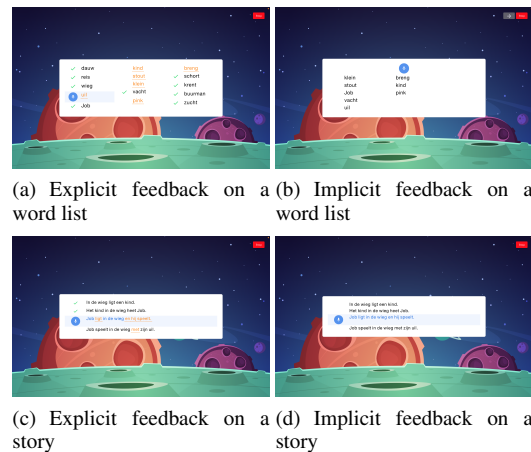 dauw
reis
wieg
uil
Job
kind
stout
klein
vacht
pink
breng
schort
krent
buurman
zucht
klein
stout
Job
vacht
uil
breng
kind
pink
(a) Explicit feedback on a
word list
(b) Implicit feedback on a
word list
In de wieg ligt een kind.
Het kind in de wieg heet Job.
Job ligt in de wieg en hij speelt.
Job speelt in de wieg met zijn uil.
In de wieg ligt een kind.
Het kind in de wieg heet Job.
Job ligt in de wieg en hij speelt.
Job speelt in de wieg met zijn uil.
(c) Explicit feedback on a
story
(d) Implicit feedback on a
story